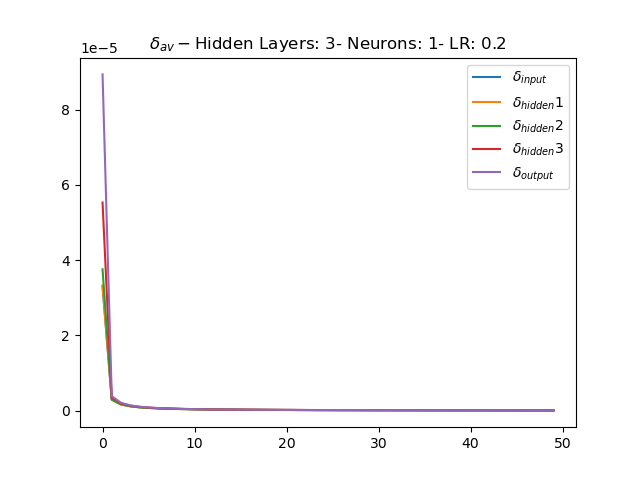 δ_av − Hidden Layers: 3- Neurons: 1- LR: 0.2
1e−5
8
6
4
2
0
0 10 20 30 40 50
δ_input
δ_hidden1
δ_hidden2
δ_hidden3
δ_output